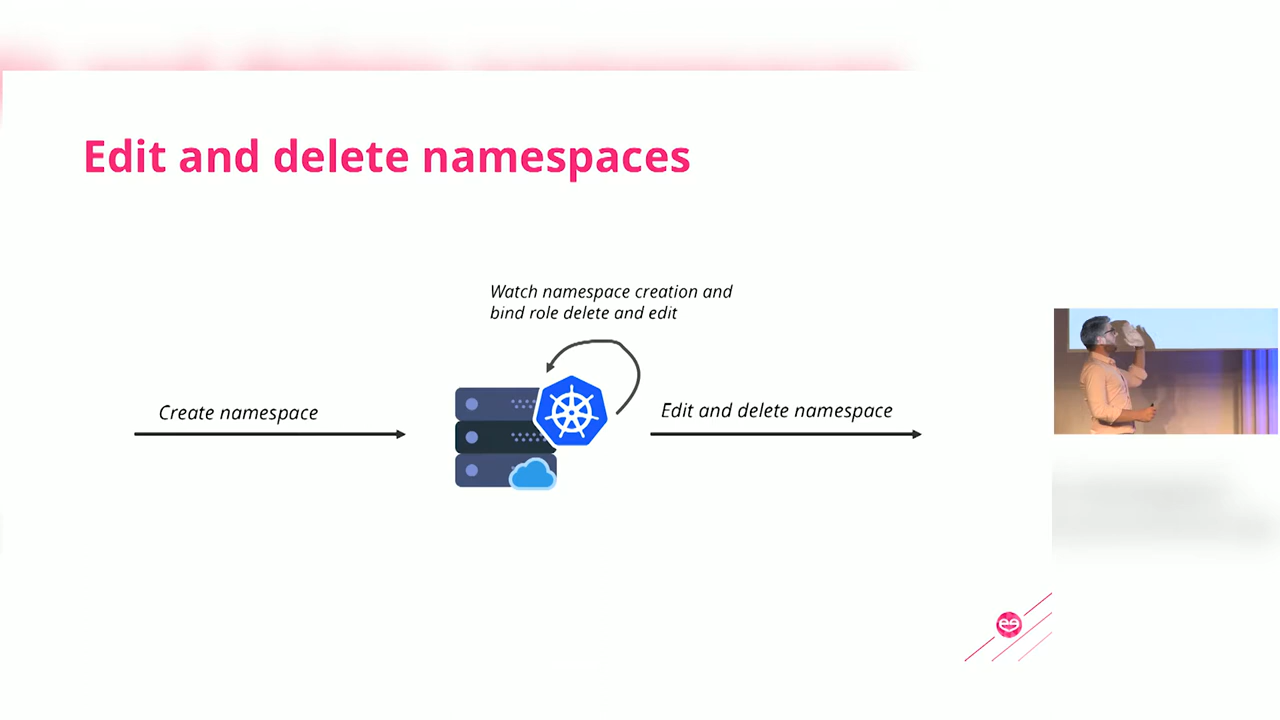 Edit and delete namespaces
Watch namespace creation and
bind role delete and edit
Create namespace
Edit and delete namespace